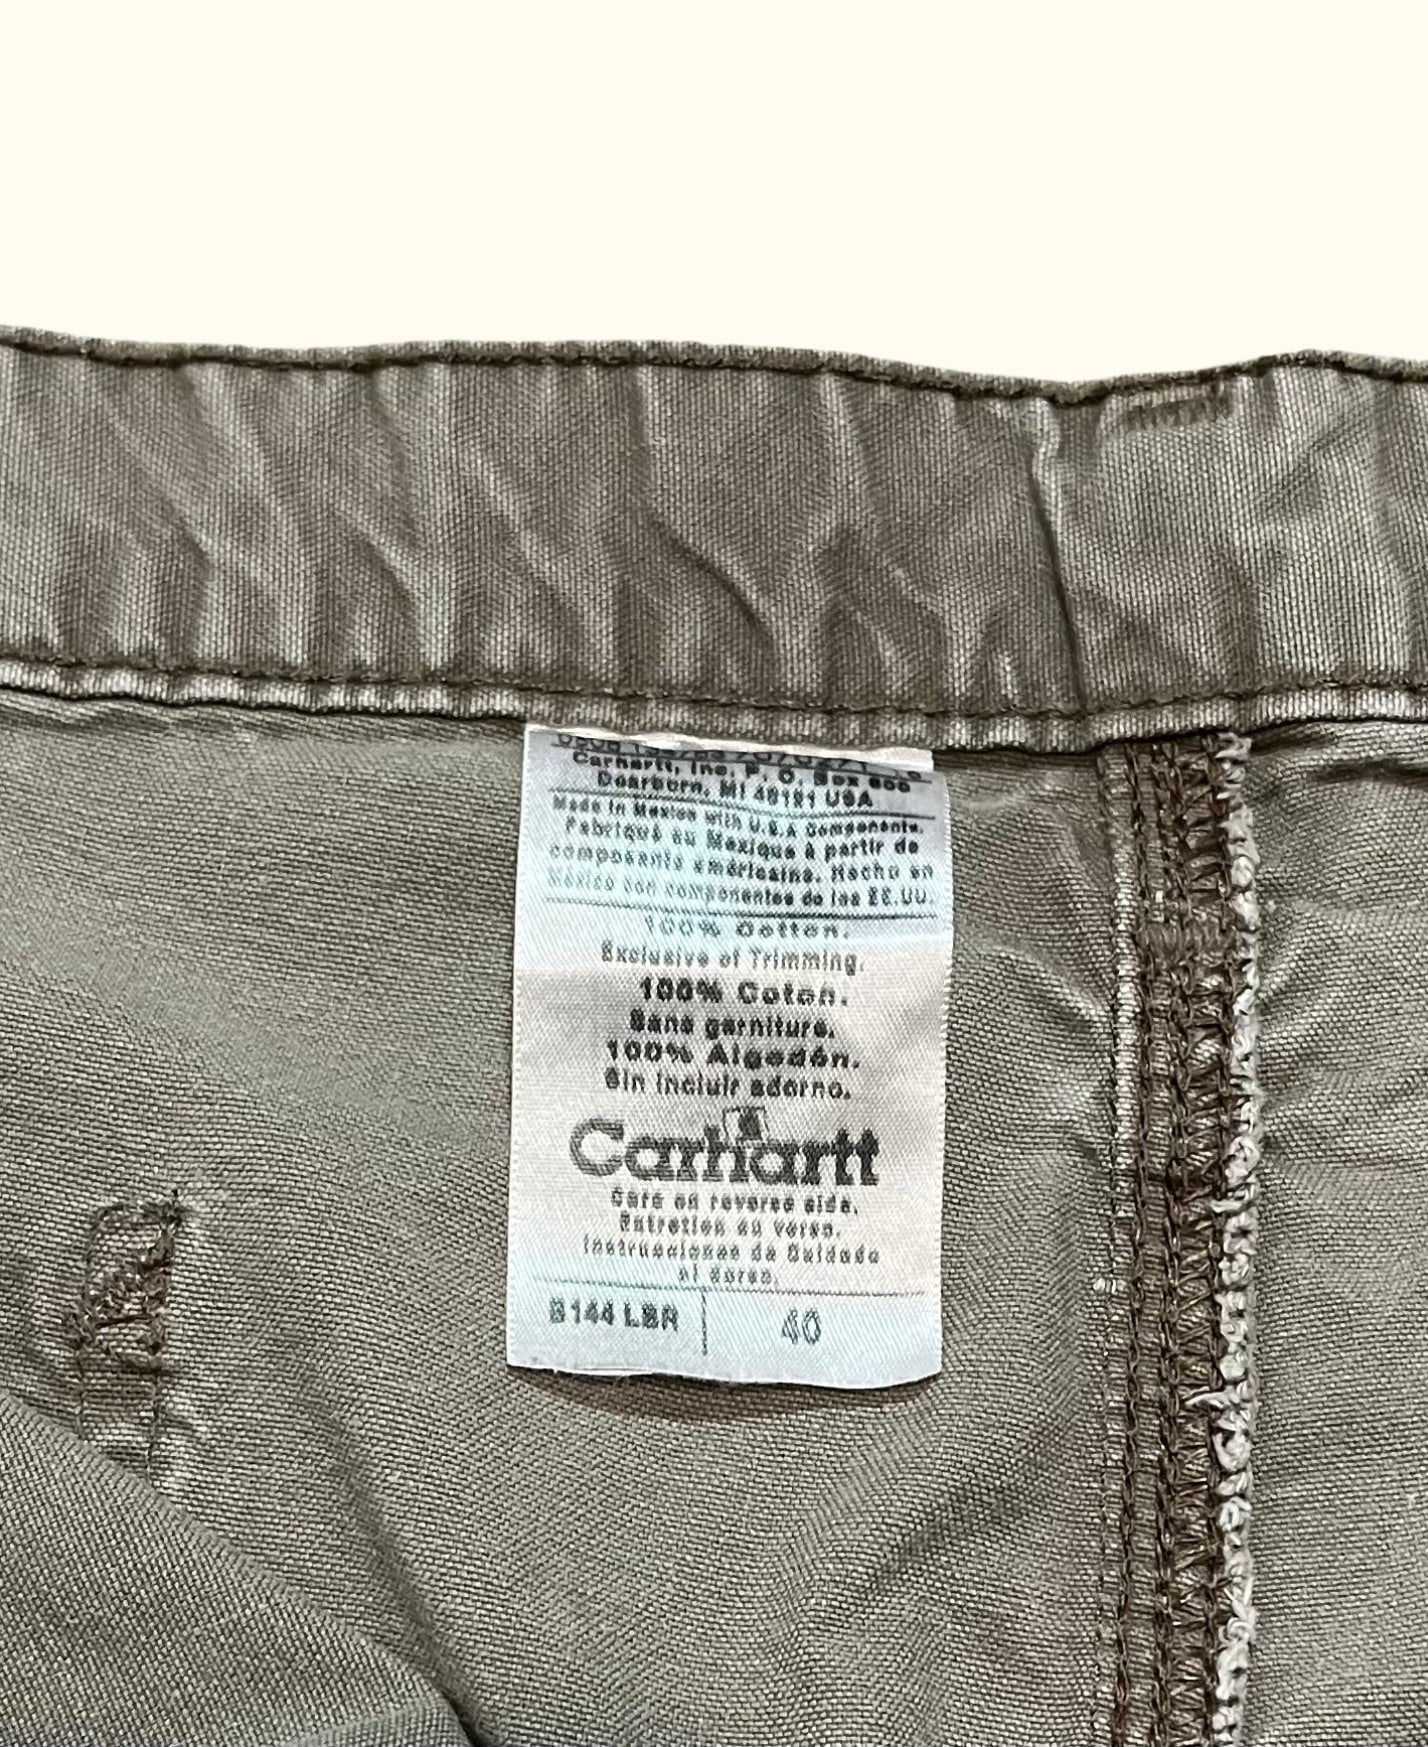 Carhartt, Inc. P. O. Box 600
Dearborn, MI 48121 USA
Made in Mexico with U.S.A Components.
Fabriqué au Mexique à partir de
composants américains. Hecho en
México con componentes de las EE.UU.
100% Cotton.
Exclusive of Trimming.
100% Coton.
Sans garniture.
100% Algodón.
Sin incluir adorno.
Carhartt
Care on reverse side.
Entretien au verso.
Instrucciones de Cuidado
al dorso.
B144 LBR 40